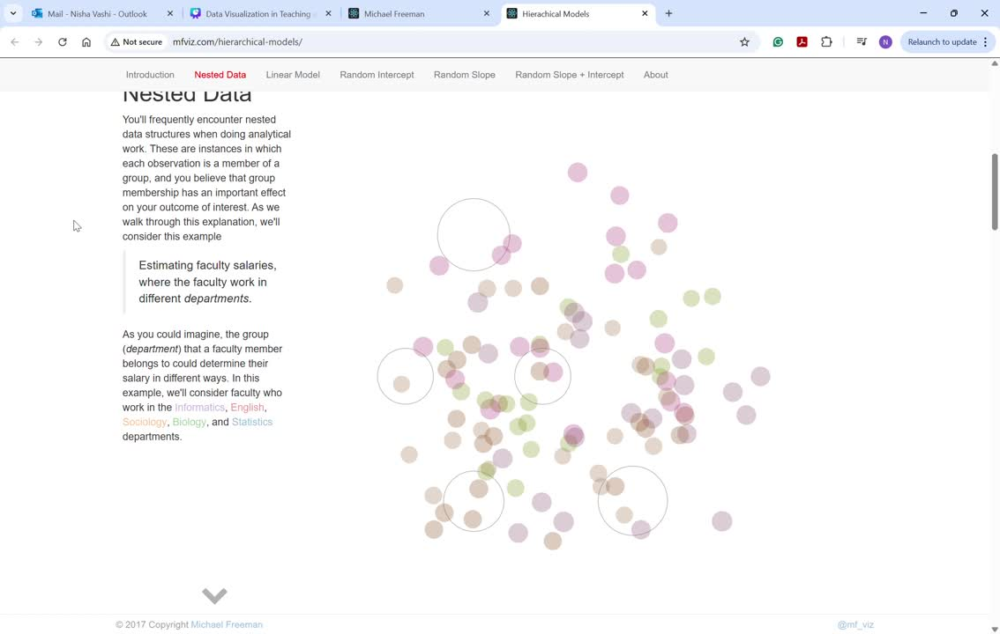 Mail - Nisha Vashi - Outlook
Data Visualization in Teaching
Michael Freeman
Hierachical Models
Not secure
mfviz.com/hierarchical-models/
N
Relaunch to update
Introduction
Nested Data
Linear Model
Random Intercept
Random Slope
Random Slope + Intercept
About
Nested Data
You'll frequently encounter nested
data structures when doing analytical
work. These are instances in which
each observation is a member of a
group, and you believe that group
membership has an important effect
on your outcome of interest. As we
walk through this explanation, we'll
consider this example
Estimating faculty salaries,
where the faculty work in
different departments.
As you could imagine, the group
(department) that a faculty member
belongs to could determine their
salary in different ways. In this
example, we'll consider faculty who
work in the Informatics, English,
Sociology, Biology, and Statistics
departments.
© 2017 Copyright Michael Freeman
@mf_viz